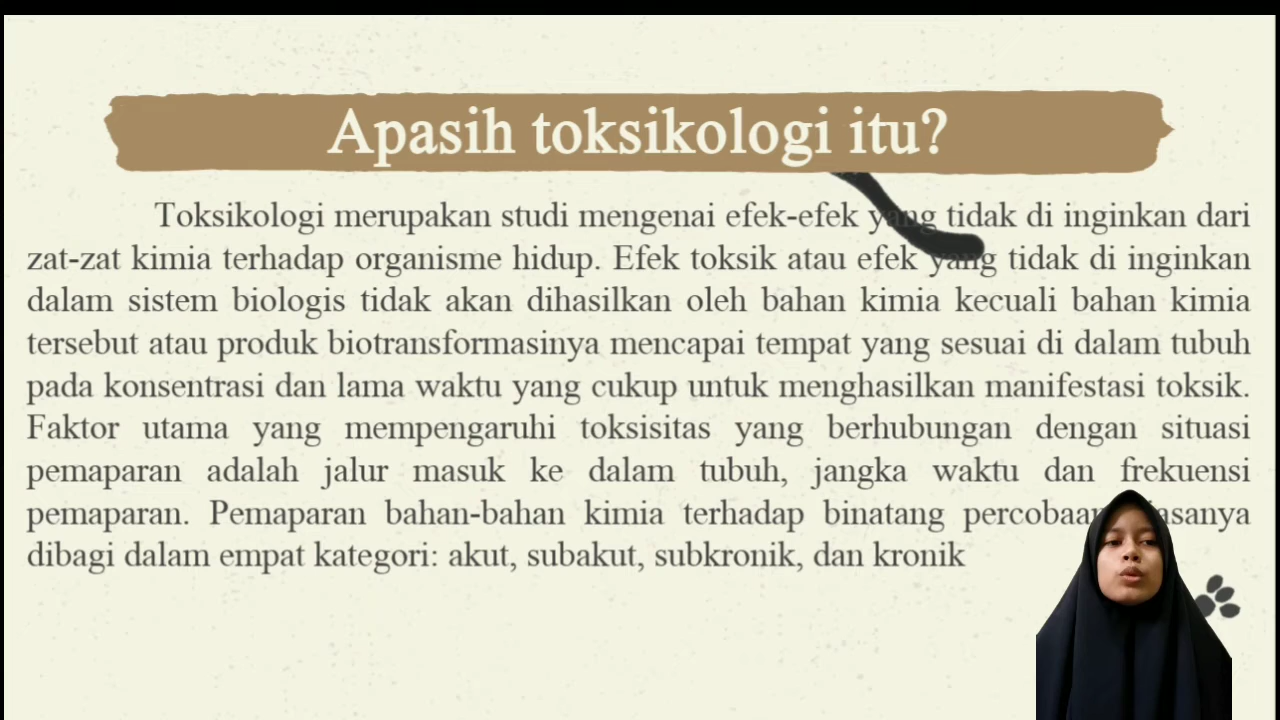 Apasih toksikologi itu?
Toksikologi merupakan studi mengenai efek-efek yang tidak di inginkan dari
zat-zat kimia terhadap organisme hidup. Efek toksik atau efek yang tidak di inginkan
dalam sistem biologis tidak akan dihasilkan oleh bahan kimia kecuali bahan kimia
tersebut atau produk biotransformasinya mencapai tempat yang sesuai di dalam tubuh
pada konsentrasi dan lama waktu yang cukup untuk menghasilkan manifestasi toksik.
Faktor utama yang mempengaruhi toksisitas yang berhubungan dengan situasi
pemaparan adalah jalur masuk ke dalam tubuh, jangka waktu dan frekuensi
pemaparan. Pemaparan bahan-bahan kimia terhadap binatang
dibagi dalam empat kategori: akut, subakut, subkronik, dan kronik